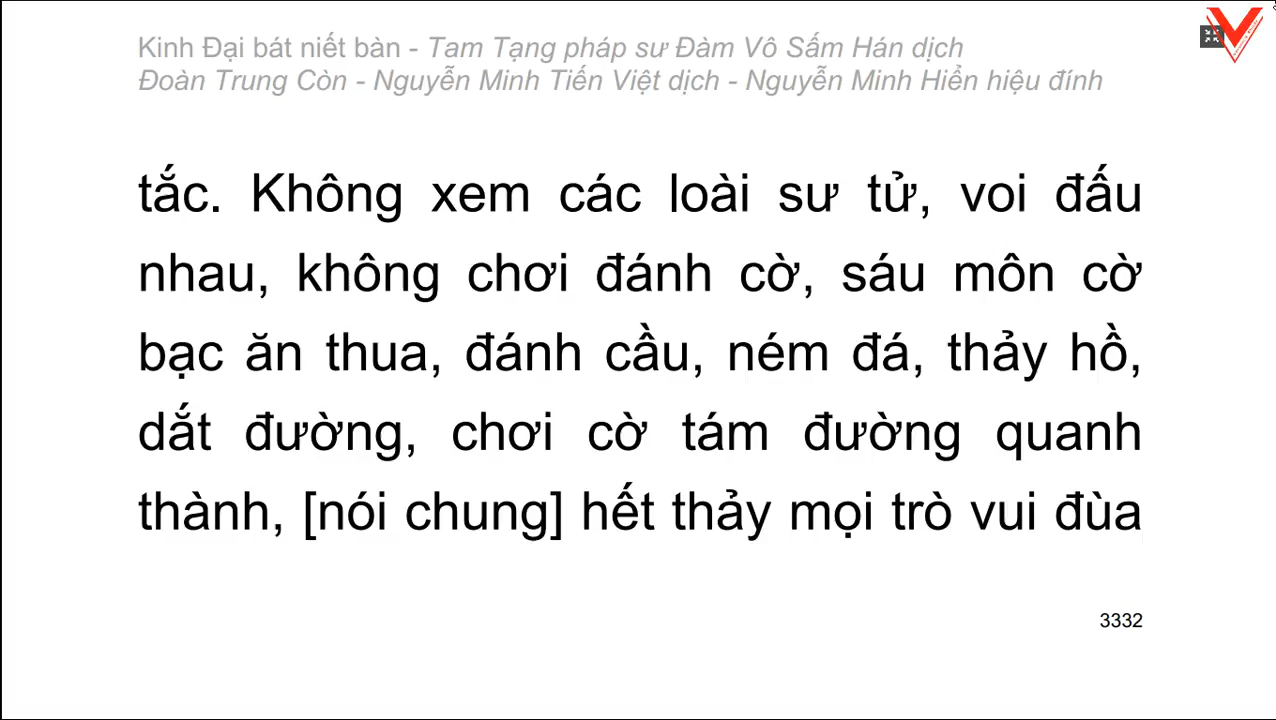 Kinh Đại bát niết bàn - Tam Tạng pháp sư Đàm Vô Sấm Hán dịch
Đoàn Trung Còn - Nguyễn Minh Tiến Việt dịch - Nguyễn Minh Hiển hiệu đính
tắc. Không xem các loài sư tử, voi đấu
nhau, không chơi đánh cờ, sáu môn cờ
bạc ăn thua, đánh cầu, ném đá, thảy hồ,
dắt đường, chơi cờ tám đường quanh
thành, [nói chung] hết thảy mọi trò vui đùa
3332